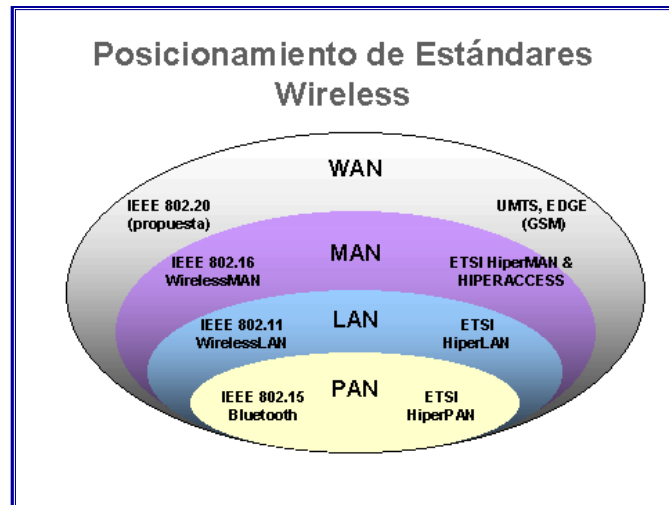 Posicionamiento de Estándares
Wireless
WAN
IEEE 802.20
(propuesta)
UMTS, EDGE
(GSM)
MAN
IEEE 802.16
WirelessMAN
ETSI HiperMAN &
HIPERACCESS
LAN
IEEE 802.11
WirelessLAN
ETSI
HiperLAN
PAN
IEEE 802.15
Bluetooth
ETSI
HiperPAN